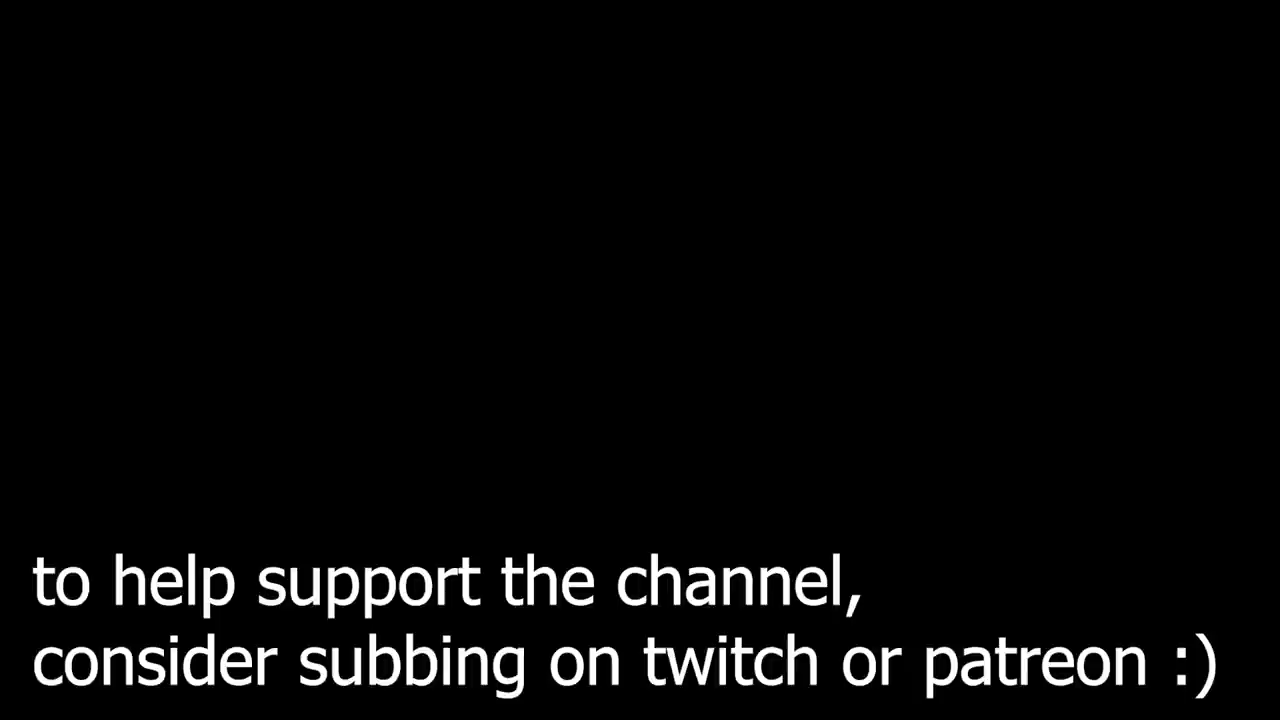 to help support the channel,
consider subbing on twitch or patreon :)